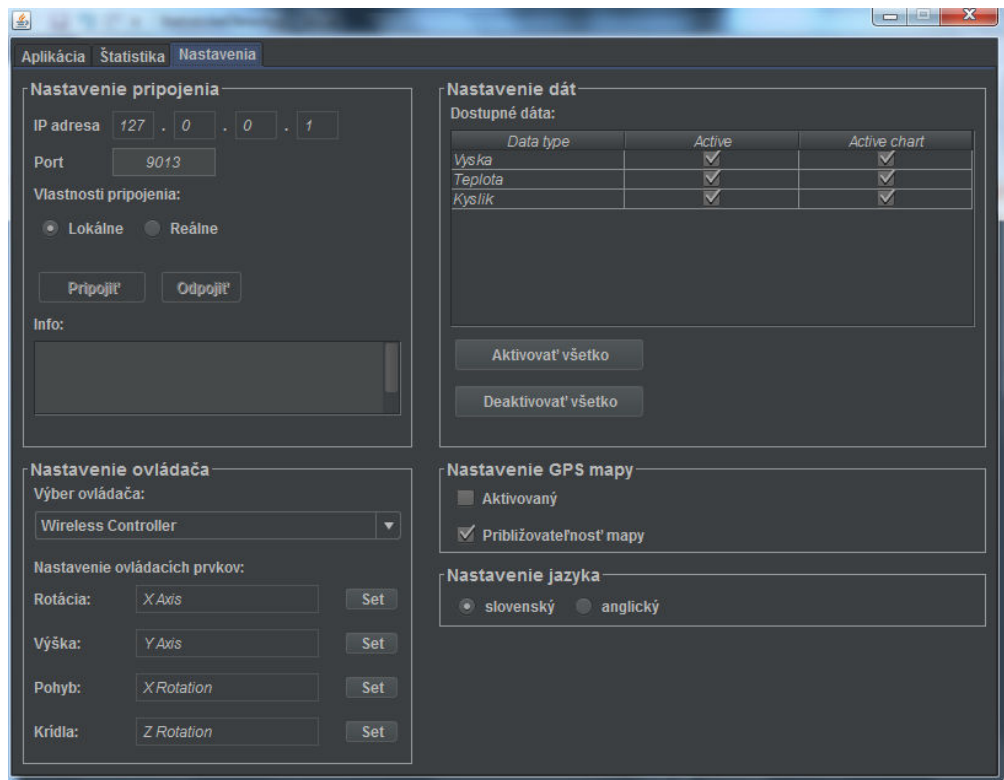 Aplikácia Štatistika Nastavenia
Nastavenie pripojenia
IP adresa 127 . 0 . 0 . 1
Port 9013
Vlastnosti pripojenia:
Lokálne Reálne
Pripojiť Odpojiť
Info:
Nastavenie ovládača
Výber ovládača:
Wireless Controller
Nastavenie ovládacích prvkov:
Rotácia: X Axis Set
Výška: Y Axis Set
Pohyb: X Rotation Set
Krídla: Z Rotation Set
Nastavenie dát
Dostupné dáta:
Data type Active Active chart
Vyska
Teplota
Kyslik
Aktivovať všetko
Deaktivovať všetko
Nastavenie GPS mapy
Aktivovaný
Približovateľnosť mapy
Nastavenie jazyka
slovenský anglický